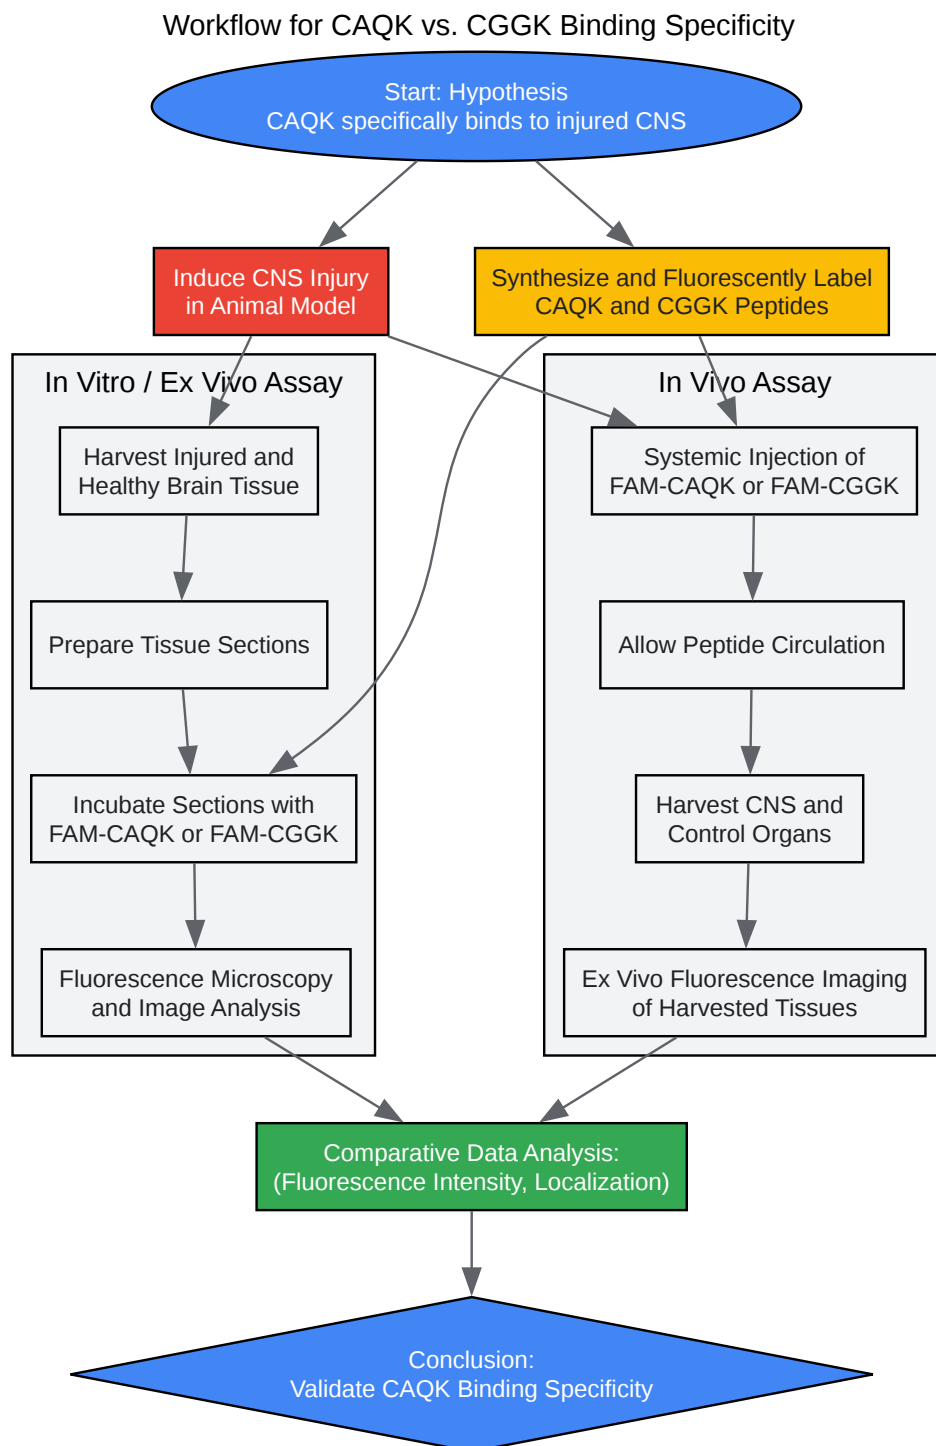 Workflow for CAQK vs. CGGK Binding Specificity
Start: Hypothesis
CAQK specifically binds to injured CNS
Induce CNS Injury
in Animal Model
Synthesize and Fluorescently Label
CAQK and CGGK Peptides
In Vitro / Ex Vivo Assay
Harvest Injured and
Healthy Brain Tissue
Prepare Tissue Sections
Incubate Sections with
FAM-CAQK or FAM-CGGK
Fluorescence Microscopy
and Image Analysis
In Vivo Assay
Systemic Injection of
FAM-CAQK or FAM-CGGK
Allow Peptide Circulation
Harvest CNS and
Control Organs
Ex Vivo Fluorescence Imaging
of Harvested Tissues
Comparative Data Analysis:
(Fluorescence Intensity, Localization)
Conclusion:
Validate CAQK Binding Specificity